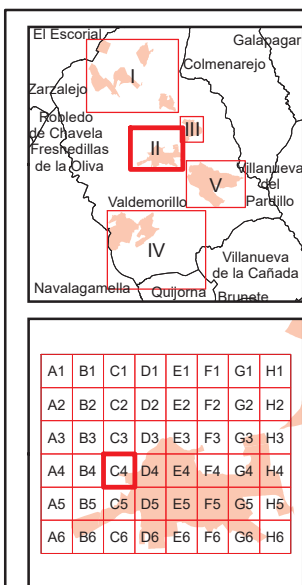 El Escorial
Galapagar
I
Colmenarejo
Zarzalejo
Robledo
de Chavela
III
Fresnedillas
de la Oliva
II
Villanueva
del
Pardillo
V
Valdemorillo
IV
Villanueva
de la Cañada
Navalagamella
Quijorna
Brunete
A1 B1 C1 D1 E1 F1 G1 H1
A2 B2 C2 D2 E2 F2 G2 H2
A3 B3 C3 D3 E3 F3 G3 H3
A4 B4 C4 D4 E4 F4 G4 H4
A5 B5 C5 D5 E5 F5 G5 H5
A6 B6 C6 D6 E6 F6 G6 H6